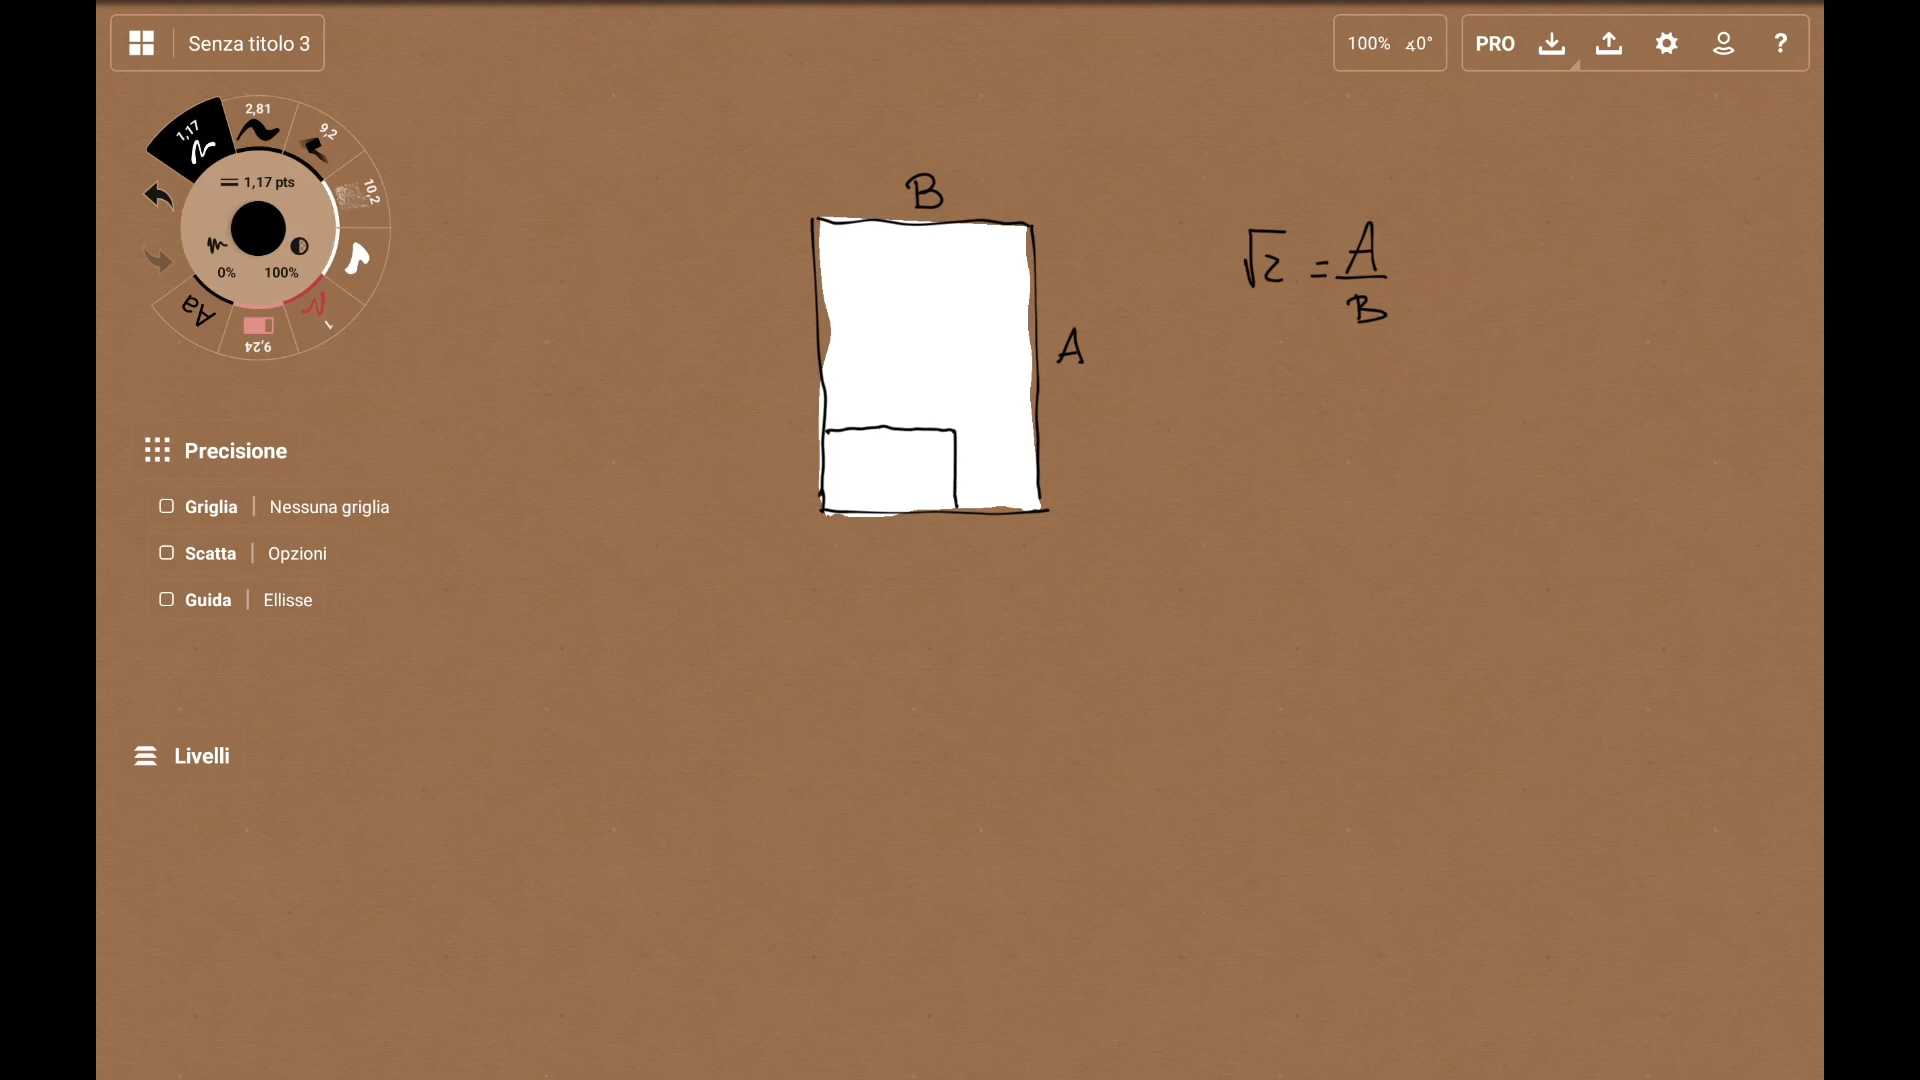 Senza titolo 3
100% ∡0°
PRO
?
1,17
2,81
9,2
10,2
1
9,24
Aa
1,17 pts
0% 100%
Precisione
Griglia | Nessuna griglia
Scatta | Opzioni
Guida | Ellisse
Livelli
B
A
√2 = A
B